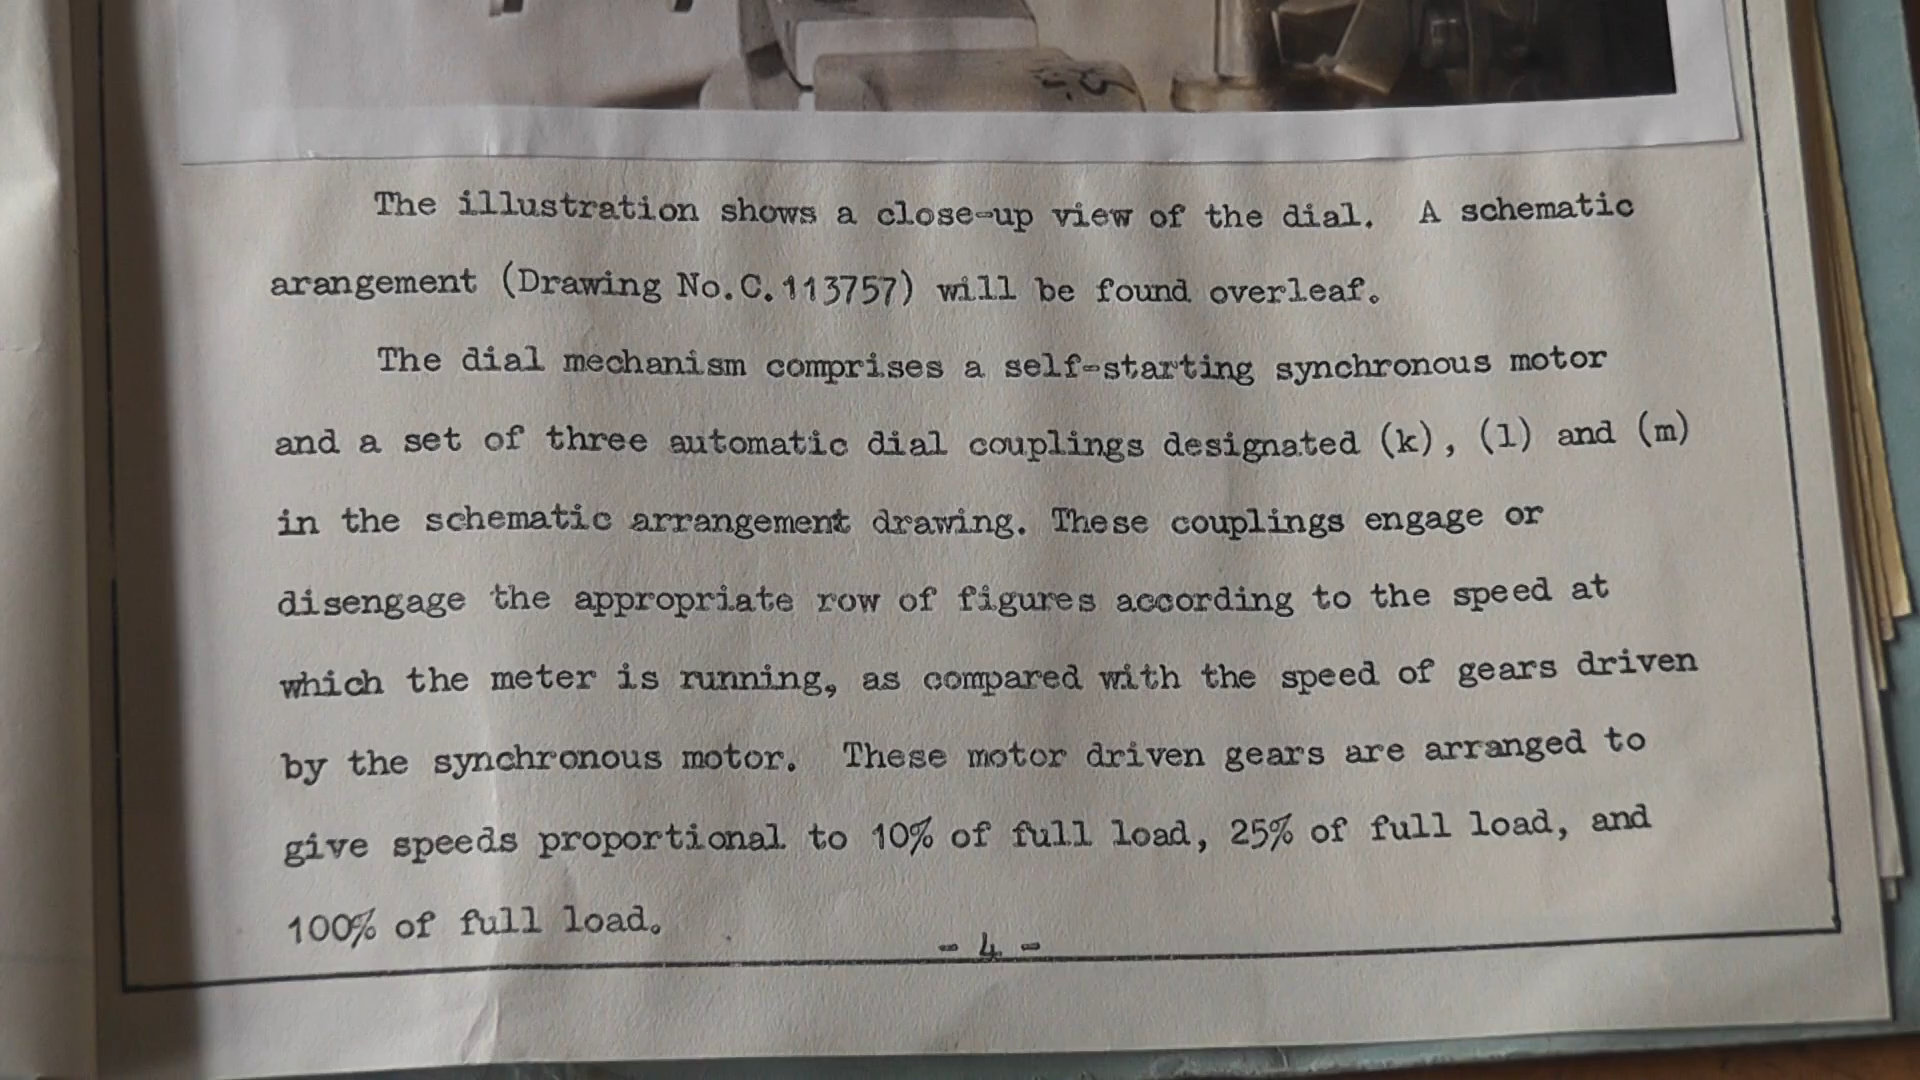 The illustration shows a close-up view of the dial. A schematic
arangement (Drawing No.C.113757) will be found overleaf.
The dial mechanism comprises a self-starting synchronous motor
and a set of three automatic dial couplings designated (k), (l) and (m)
in the schematic arrangement drawing. These couplings engage or
disengage the appropriate row of figures according to the speed at
which the meter is running, as compared with the speed of gears driven
by the synchronous motor. These motor driven gears are arranged to
give speeds proportional to 10% of full load, 25% of full load, and
100% of full load.
- 4 -